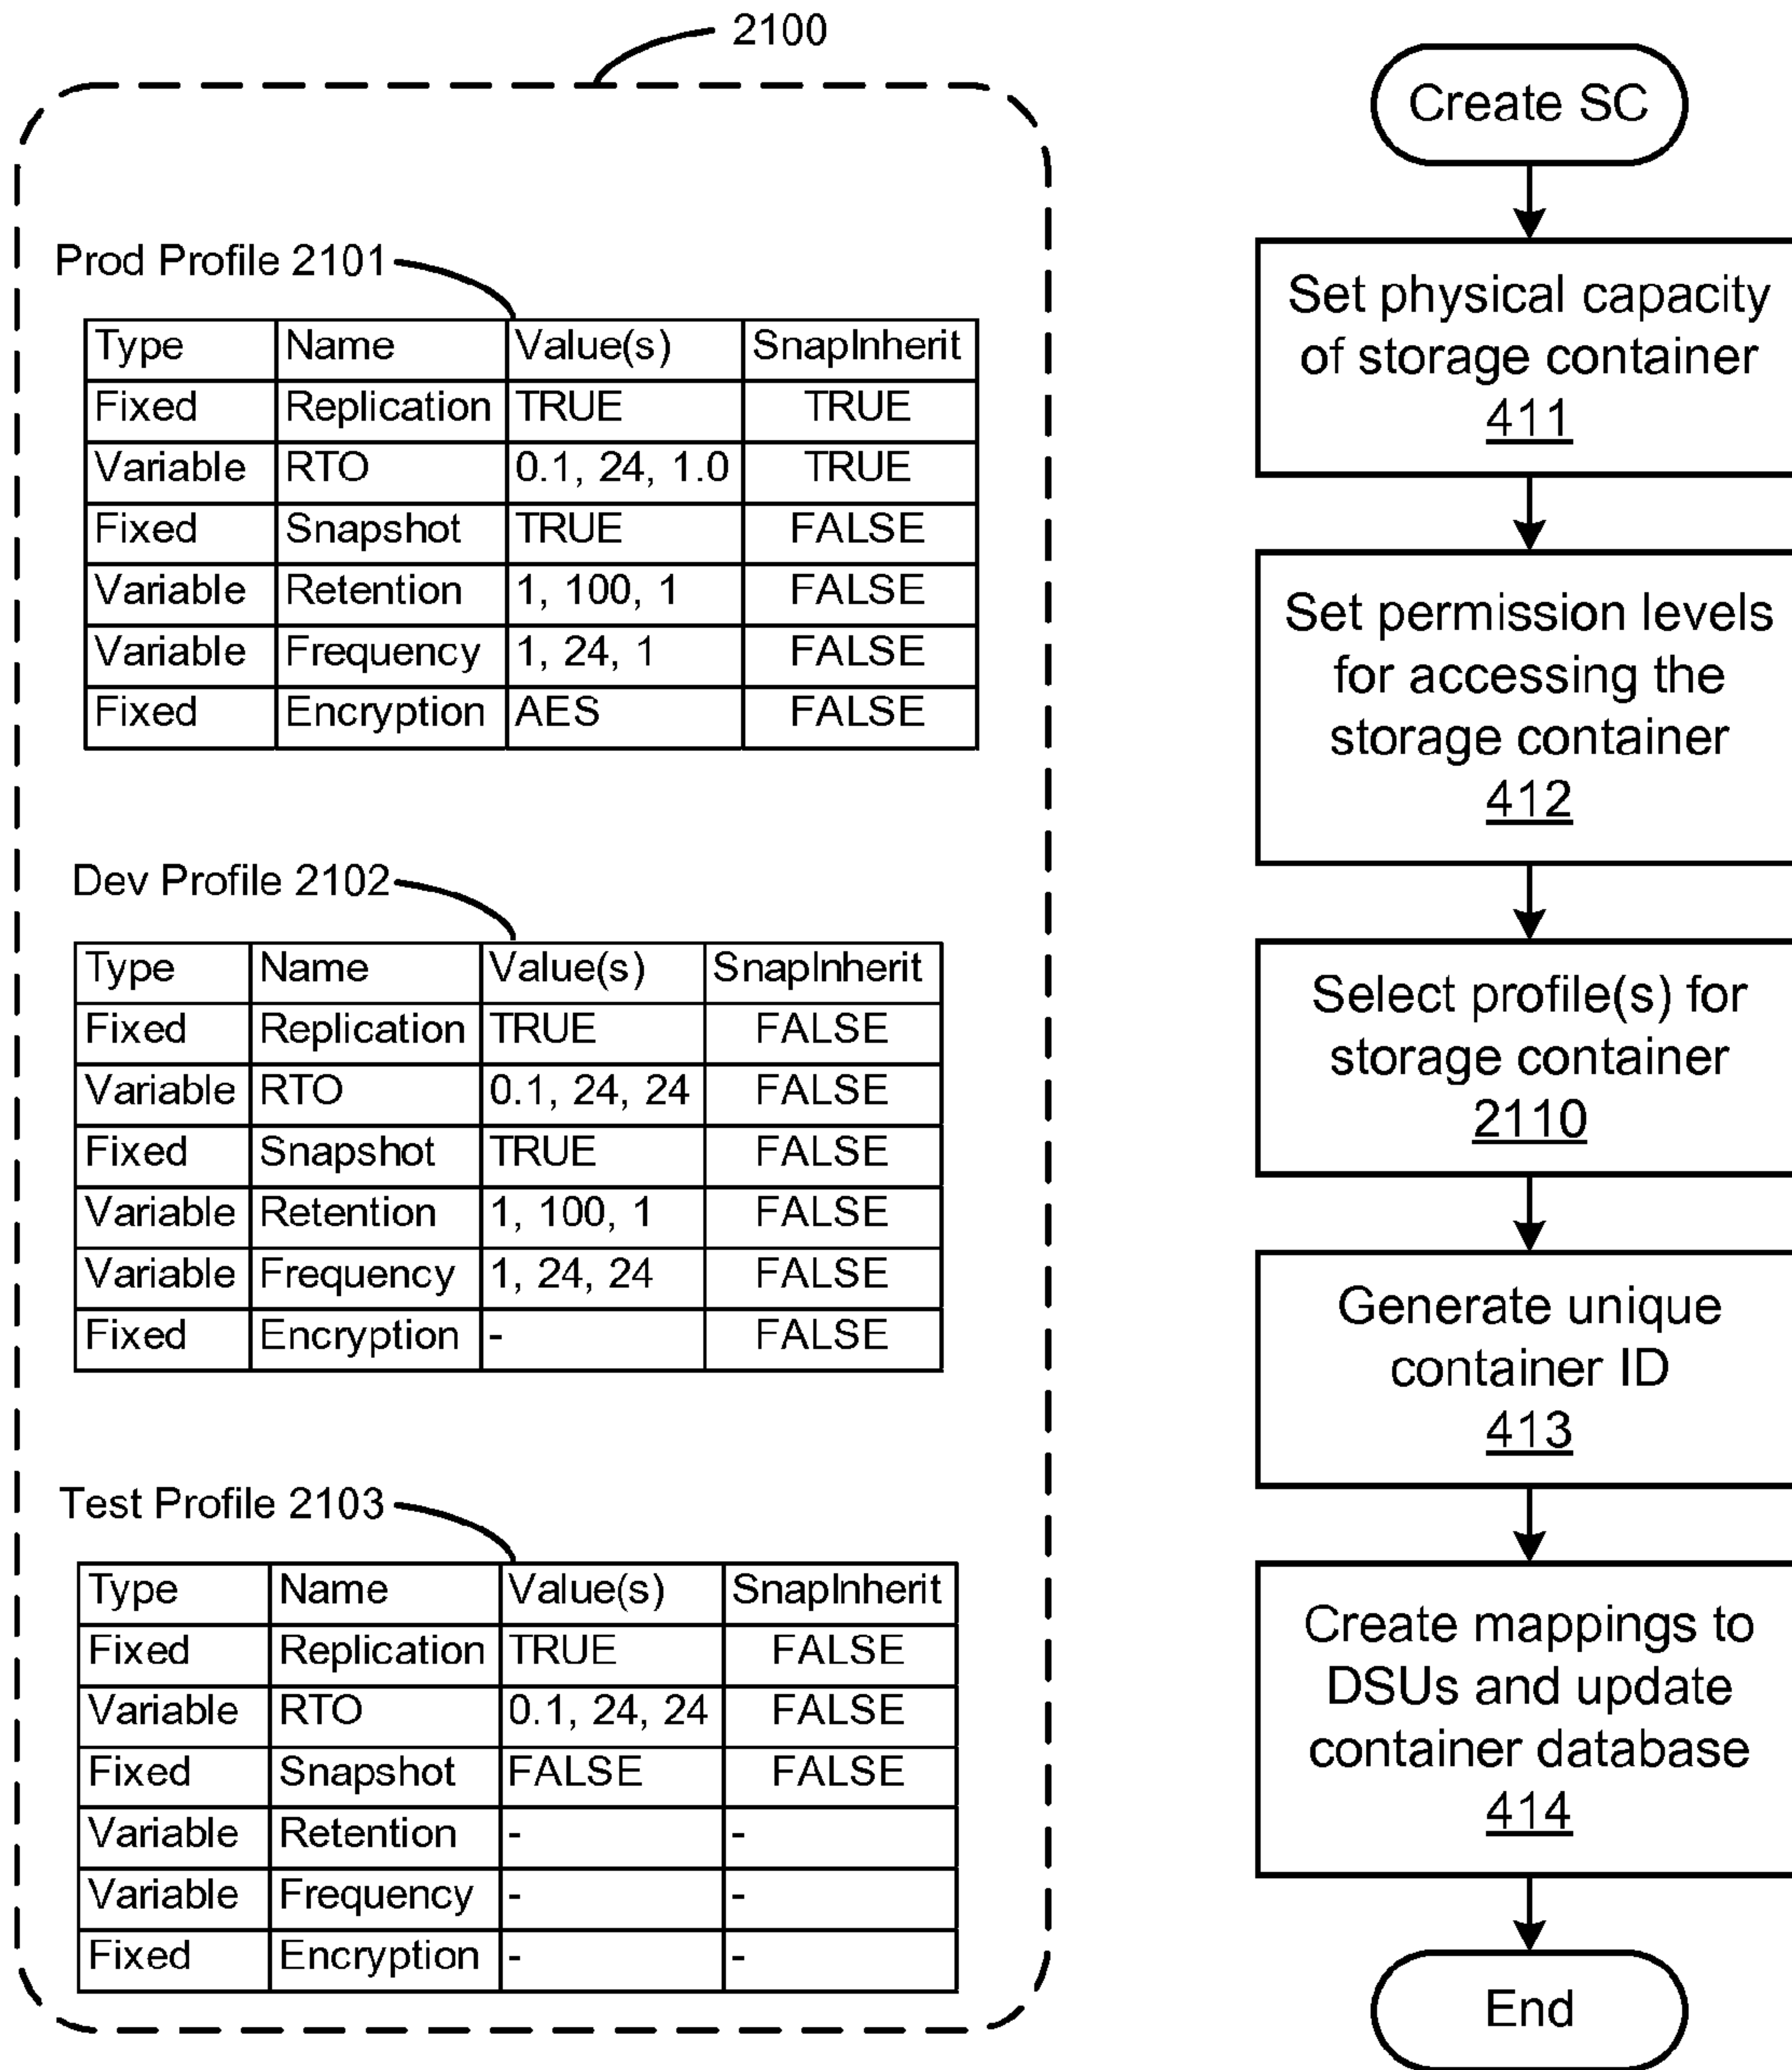 2100
Prod Profile 2101
Type Name Value(s) SnapInherit
Fixed Replication TRUE TRUE
Variable RTO 0.1, 24, 1.0 TRUE
Fixed Snapshot TRUE FALSE
Variable Retention 1, 100, 1 FALSE
Variable Frequency 1, 24, 1 FALSE
Fixed Encryption AES FALSE
Dev Profile 2102
Type Name Value(s) SnapInherit
Fixed Replication TRUE FALSE
Variable RTO 0.1, 24, 24 FALSE
Fixed Snapshot TRUE FALSE
Variable Retention 1, 100, 1 FALSE
Variable Frequency 1, 24, 24 FALSE
Fixed Encryption - FALSE
Test Profile 2103
Type Name Value(s) SnapInherit
Fixed Replication TRUE FALSE
Variable RTO 0.1, 24, 24 FALSE
Fixed Snapshot FALSE FALSE
Variable Retention - -
Variable Frequency - -
Fixed Encryption - -
Create SC
Set physical capacity
of storage container
411
Set permission levels
for accessing the
storage container
412
Select profile(s) for
storage container
2110
Generate unique
container ID
413
Create mappings to
DSUs and update
container database
414
End